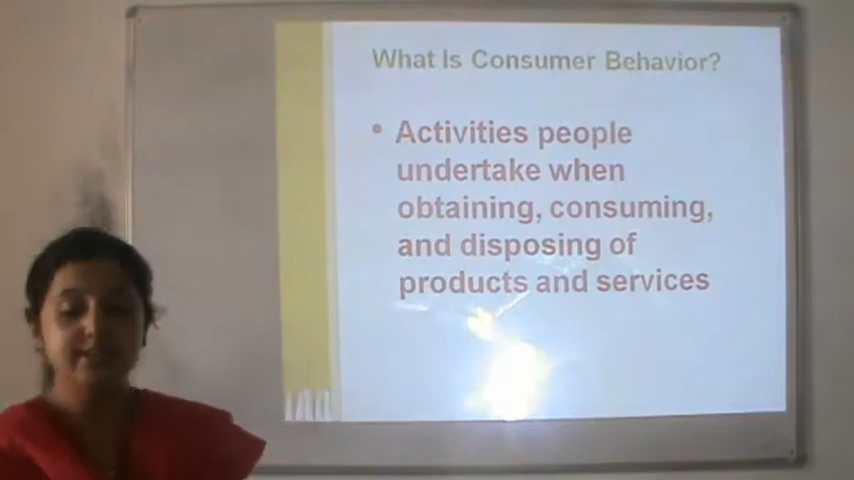 What Is Consumer Behavior?
• Activities people
undertake when
obtaining, consuming,
and disposing of
products and services